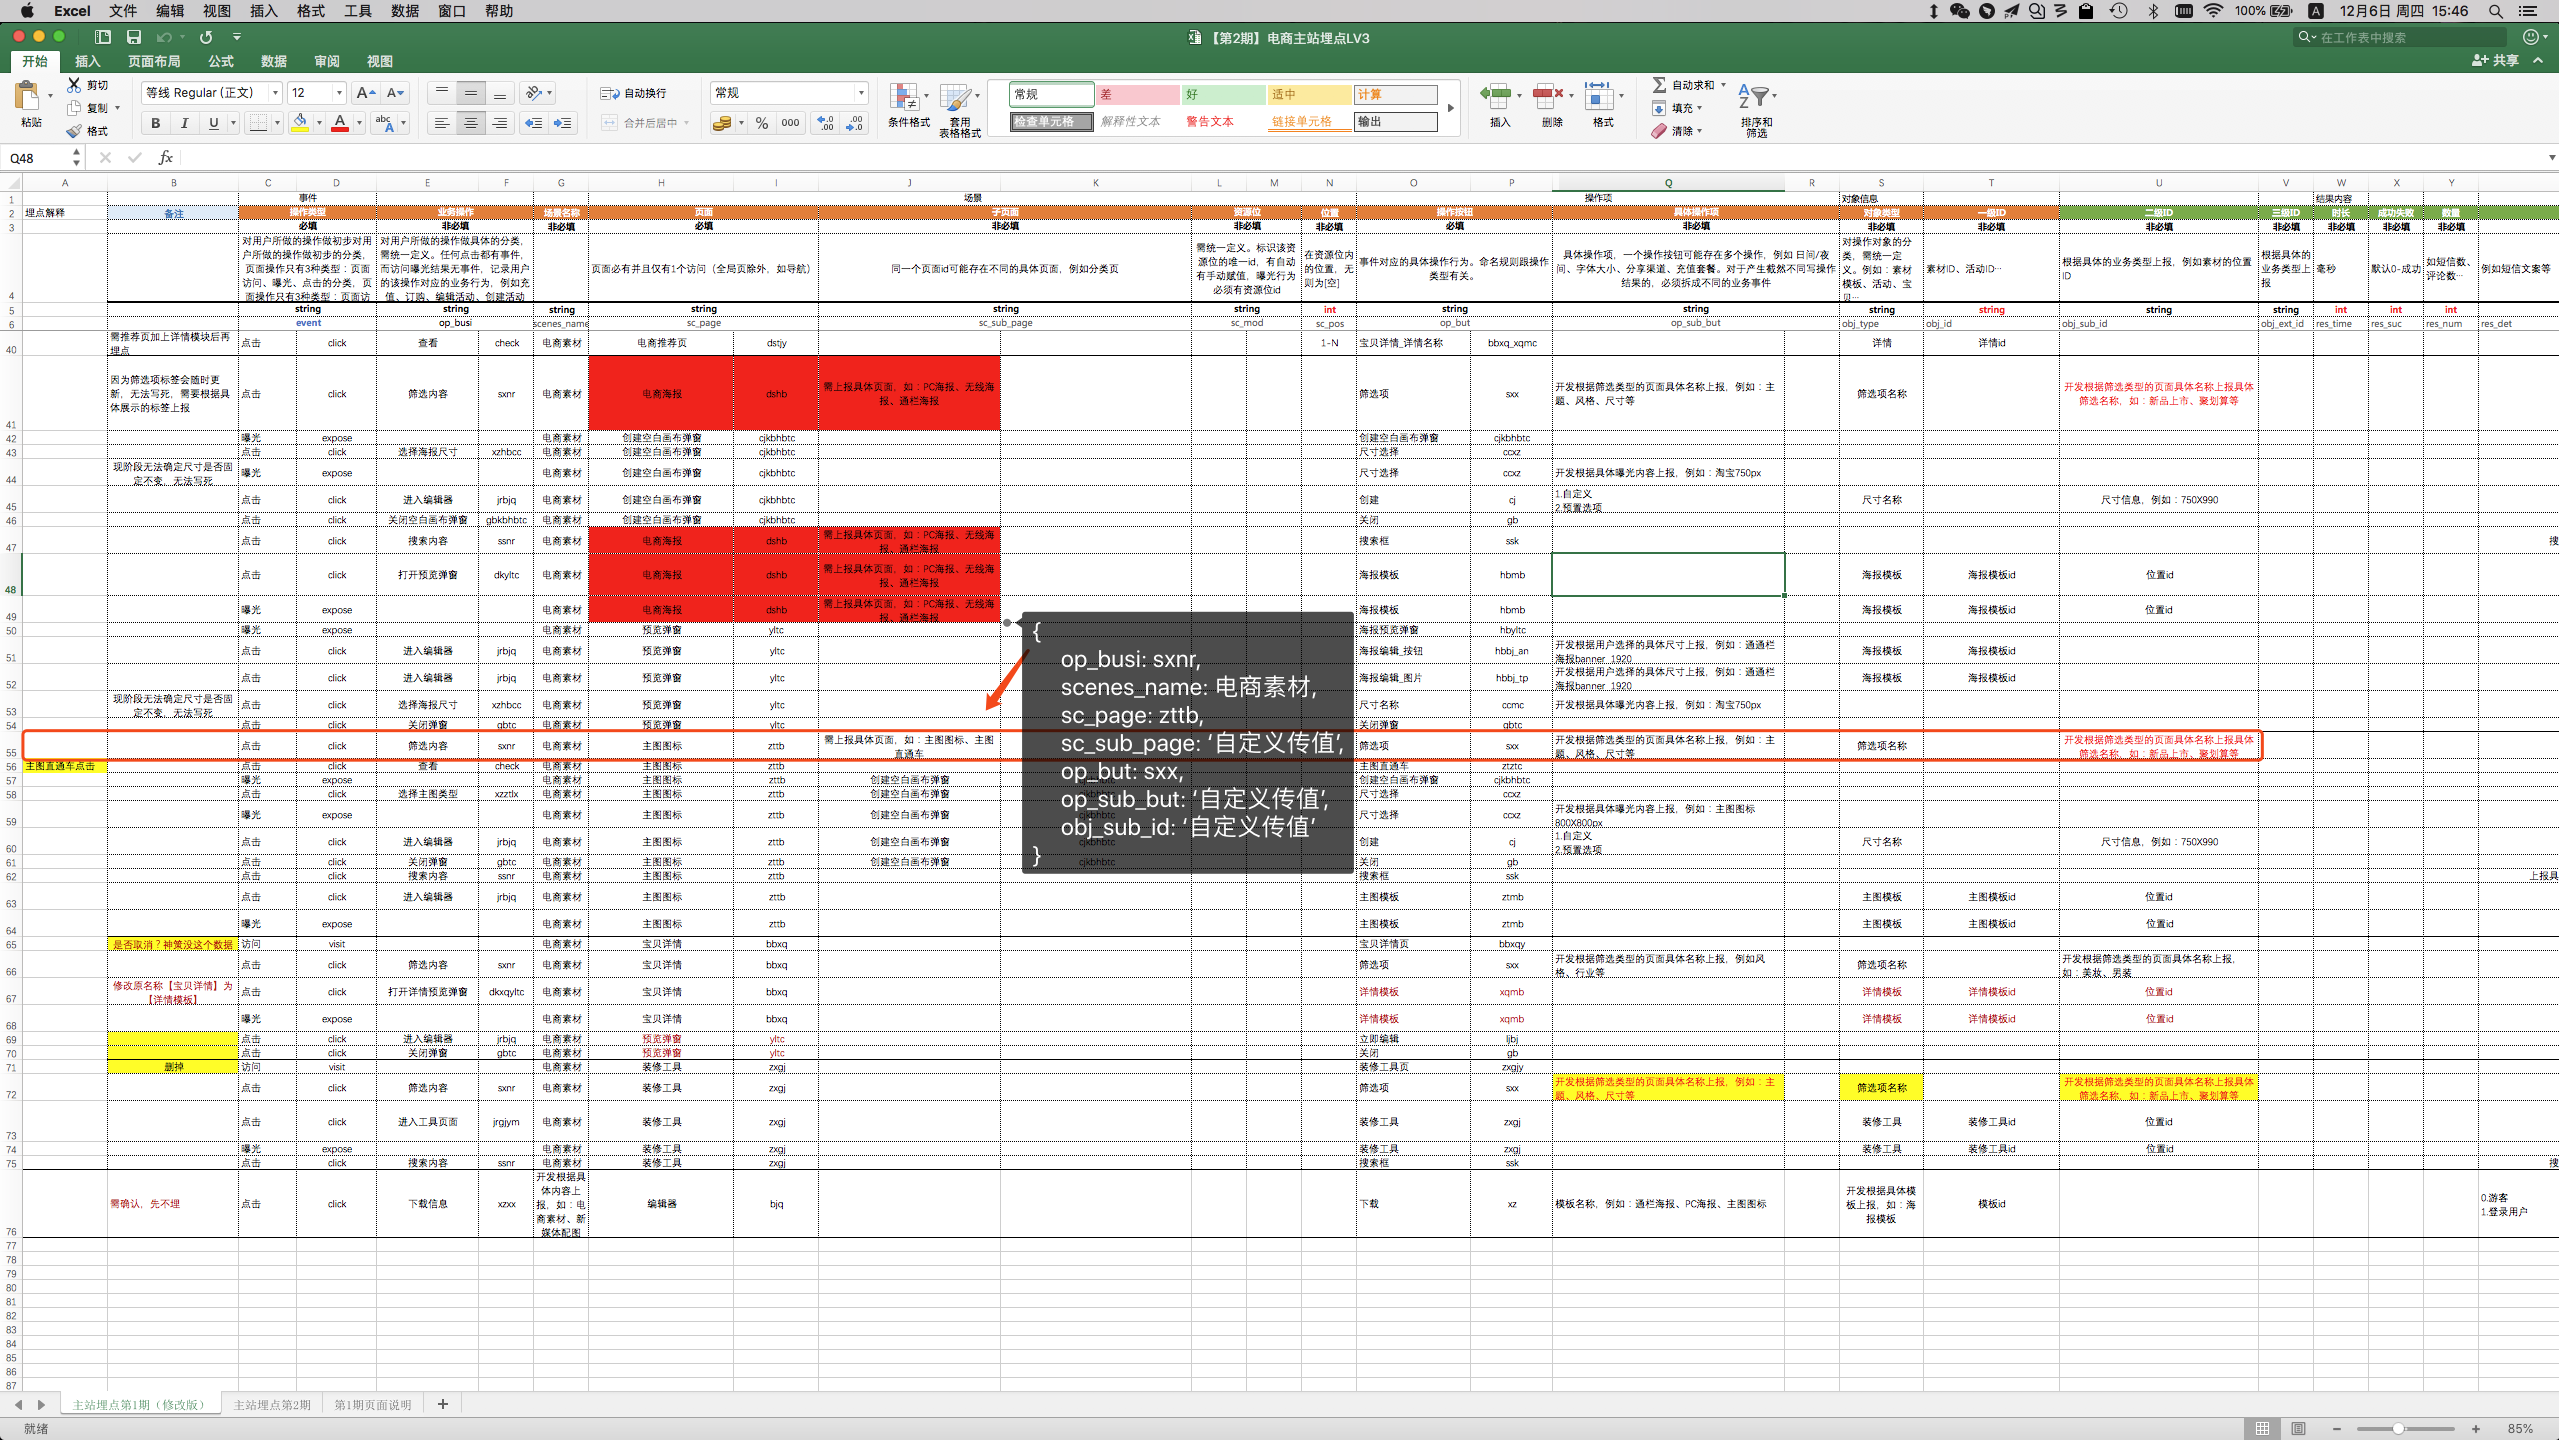 Excel 文件 编辑 视图 插入 格式 工具 数据 窗口 帮助 100% A 12月6日 周四 15:46
【第2期】电商主站埋点LV3 在工作表中搜索
开始 插入 页面布局 公式 数据 审阅 视图 共享
粘贴 剪切 复制 格式 等线 Regular (正文) 12 自动换行 合并后居中 常规 条件格式 套用表格格式 常规 差 好 适中 计算 检查单元格 解释性文本 警告文本 链接单元格 输出 插入 删除 格式 自动求和 填充 清除 排序和筛选
Q48 fx
A B C D E F G H I J K L M N O P Q R S T U V W X Y
1 事件 场景 操作项 对象信息 结果内容
2 埋点解释 备注 操作类型 业务操作 场景名称 页面 子页面 资源位 位置 操作按钮 具体操作项 对象类型 一级ID 二级ID 三级ID 时长 成功失败 数量
3 必填 非必填 非必填 必填 非必填 非必填 非必填 必填 非必填 非必填 非必填 非必填 非必填 非必填 非必填 非必填
4 对用户所做的操作做初步对用户所做的操作做初步的分类，页面操作只有3种类型：页面访问、曝光、点击的分类，页面操作只有3种类型：页面访 对用户所做的操作做具体的分类，需统一定义。任何点击都有事件，而访问曝光结果无事件，记录用户的该操作对应的业务行为，例如充值、订购、编辑活动、创建活动 页面必有并且仅有1个访问（全局页除外，如导航） 同一个页面id可能存在不同的具体页面，例如分类页 需统一定义。标识该资源位的唯一id，有自动有手动赋值，曝光行为必须有资源位id 在资源位内的位置，无则为[空] 事件对应的具体操作行为。命名规则跟操作类型有关。 具体操作项，一个操作按钮可能存在多个操作，例如 日间/夜间、字体大小、分享渠道、充值套餐。对于产生截然不同写操作结果的，必须拆成不同的业务事件 对操作对象的分类，需统一定义。例如：素材模板、活动、宝贝… 素材ID、活动ID… 根据具体的业务类型上报，例如素材的位置ID 根据具体的业务类型上报 毫秒 默认0-成功 如短信数、评论数… 例如短信文案等
5 string string string string string string int string string string string string string int int int
6 event op_busi scenes_name sc_page sc_sub_page sc_mod sc_pos op_but op_sub_but obj_type obj_id obj_sub_id obj_ext_id res_time res_suc res_num res_det
40 需推荐页加上详情模块后再埋点 点击 click 查看 check 电商素材 电商推荐页 dstjy 1-N 宝贝详情_详情名称 bbxq_xqmc 详情 详情id
41 因为筛选项标签会随时更新，无法写死，需要根据具体展示的标签上报 点击 click 筛选内容 sxnr 电商素材 电商海报 dshb 需上报具体页面，如：PC海报、无线海报、通栏海报 筛选项 sxx 开发根据筛选类型的页面具体名称上报，例如：主题、风格、尺寸等 筛选项名称 开发根据筛选类型的页面具体名称上报具体筛选名称，如：新品上市、聚划算等
42 曝光 expose 电商素材 创建空白画布弹窗 cjkbhbtc 创建空白画布弹窗 cjkbhbtc
43 点击 click 选择海报尺寸 xzhbcc 电商素材 创建空白画布弹窗 cjkbhbtc 尺寸选择 ccxz
44 现阶段无法确定尺寸是否固定不变，无法写死 曝光 expose 电商素材 创建空白画布弹窗 cjkbhbtc 尺寸选择 ccxz 开发根据具体曝光内容上报，例如：淘宝750px
45 点击 click 进入编辑器 jrbjq 电商素材 创建空白画布弹窗 cjkbhbtc 创建 cj 1.自定义 2.预置选项 尺寸名称 尺寸信息，例如：750X990
46 点击 click 关闭空白画布弹窗 gbkbhbtc 电商素材 创建空白画布弹窗 cjkbhbtc 关闭 gb
47 点击 click 搜索内容 ssnr 电商素材 电商海报 dshb 需上报具体页面，如：PC海报、无线海报、通栏海报 搜索框 ssk 搜
48 点击 click 打开预览弹窗 dkyltc 电商素材 电商海报 dshb 需上报具体页面，如：PC海报、无线海报、通栏海报 海报模板 hbmb 海报模板 海报模板id 位置id
49 曝光 expose 电商素材 电商海报 dshb 需上报具体页面，如：PC海报、无线海报、通栏海报 海报模板 hbmb 海报模板 海报模板id 位置id
50 曝光 expose 电商素材 预览弹窗 yltc 海报预览弹窗 hbyltc
51 点击 click 进入编辑器 jrbjq 电商素材 预览弹窗 yltc 海报编辑_按钮 hbbj_an 开发根据用户选择的具体尺寸上报，例如：通通栏海报banner_1920 海报模板 海报模板id
52 点击 click 进入编辑器 jrbjq 电商素材 预览弹窗 yltc 海报编辑_图片 hbbj_tp 开发根据用户选择的具体尺寸上报，例如：通通栏海报banner_1920 海报模板 海报模板id
53 现阶段无法确定尺寸是否固定不变，无法写死 点击 click 选择海报尺寸 xzhbcc 电商素材 预览弹窗 yltc 尺寸名称 ccmc 开发根据具体曝光内容上报，例如：淘宝750px
54 点击 click 关闭弹窗 gbtc 电商素材 预览弹窗 yltc 关闭弹窗 gbtc
55 点击 click 筛选内容 sxnr 电商素材 主图图标 zttb 需上报具体页面，如：主图图标、主图直通车 筛选项 sxx 开发根据筛选类型的页面具体名称上报，例如：主题、风格、尺寸等 筛选项名称 开发根据筛选类型的页面具体名称上报具体筛选名称，如：新品上市、聚划算等
{
op_busi: sxnr,
scenes_name: 电商素材,
sc_page: zttb,
sc_sub_page: ‘自定义传值’,
op_but: sxx,
op_sub_but: ‘自定义传值’,
obj_sub_id: ‘自定义传值’
}
56 主图直通车点击 点击 click 查看 check 电商素材 主图图标 zttb 主图直通车 ztztc
57 曝光 expose 电商素材 主图图标 zttb 创建空白画布弹窗 创建空白画布弹窗 cjkbhbtc
58 点击 click 选择主图类型 xzztlx 电商素材 主图图标 zttb 创建空白画布弹窗 cjkbhbtc 尺寸选择 ccxz
59 曝光 expose 电商素材 主图图标 zttb 创建空白画布弹窗 尺寸选择 ccxz 开发根据具体曝光内容上报，例如：主图图标800X800px
60 点击 click 进入编辑器 jrbjq 电商素材 主图图标 zttb 创建空白画布弹窗 cjkbhbtc 创建 cj 1.自定义 2.预置选项 尺寸名称 尺寸信息，例如：750X990
61 点击 click 关闭弹窗 gbtc 电商素材 主图图标 zttb 创建空白画布弹窗 cjkbhbtc 关闭 gb
62 点击 click 搜索内容 ssnr 电商素材 主图图标 zttb 搜索框 ssk 上报具
63 点击 click 进入编辑器 jrbjq 电商素材 主图图标 zttb 主图模板 ztmb 主图模板 主图模板id 位置id
64 曝光 expose 电商素材 主图图标 zttb 主图模板 ztmb 主图模板 主图模板id 位置id
65 是否取消？神策没这个数据 访问 visit 电商素材 宝贝详情 bbxq 宝贝详情页 bbxqy
66 点击 click 筛选内容 sxnr 电商素材 宝贝详情 bbxq 筛选项 sxx 开发根据筛选类型的页面具体名称上报，例如风格、行业等 筛选项名称 开发根据筛选类型的页面具体名称上报，如：美妆、男装
67 修改原名称【宝贝详情】为【详情模板】 点击 click 打开详情预览弹窗 dkxqyltc 电商素材 宝贝详情 bbxq 详情模板 xqmb 详情模板 详情模板id 位置id
68 曝光 expose 电商素材 宝贝详情 bbxq 详情模板 xqmb 详情模板 详情模板id 位置id
69 点击 click 进入编辑器 jrbjq 电商素材 预览弹窗 yltc 立即编辑 ljbj
70 点击 click 关闭弹窗 gbtc 电商素材 预览弹窗 yltc 关闭 gb
71 删掉 访问 visit 电商素材 装修工具 zxgj 装修工具页 zxgjy
72 点击 click 筛选内容 sxnr 电商素材 装修工具 zxgj 筛选项 sxx 开发根据筛选类型的页面具体名称上报，例如：主题、风格、尺寸等 筛选项名称 开发根据筛选类型的页面具体名称上报具体筛选名称，如：新品上市、聚划算等
73 点击 click 进入工具页面 jrgjym 电商素材 装修工具 zxgj 装修工具 zxgj 装修工具 装修工具id 位置id
74 曝光 expose 电商素材 装修工具 zxgj 装修工具 zxgj 装修工具 装修工具id 位置id
75 点击 click 搜索内容 ssnr 电商素材 装修工具 zxgj 搜索框 ssk 搜
76 需确认，先不埋 点击 click 下载信息 xzxx 开发根据具体内容上报，如：电商素材、新媒体配图 编辑器 bjq 下载 xz 模板名称，例如：通栏海报、PC海报、主图图标 开发根据具体模板上报，如：海报模板 模板id 0.游客 1.登录用户
77
78
79
80
81
82
83
84
85
86
87
主站埋点第1期（修改版） 主站埋点第2期 第1期页面说明 +
就绪 85%